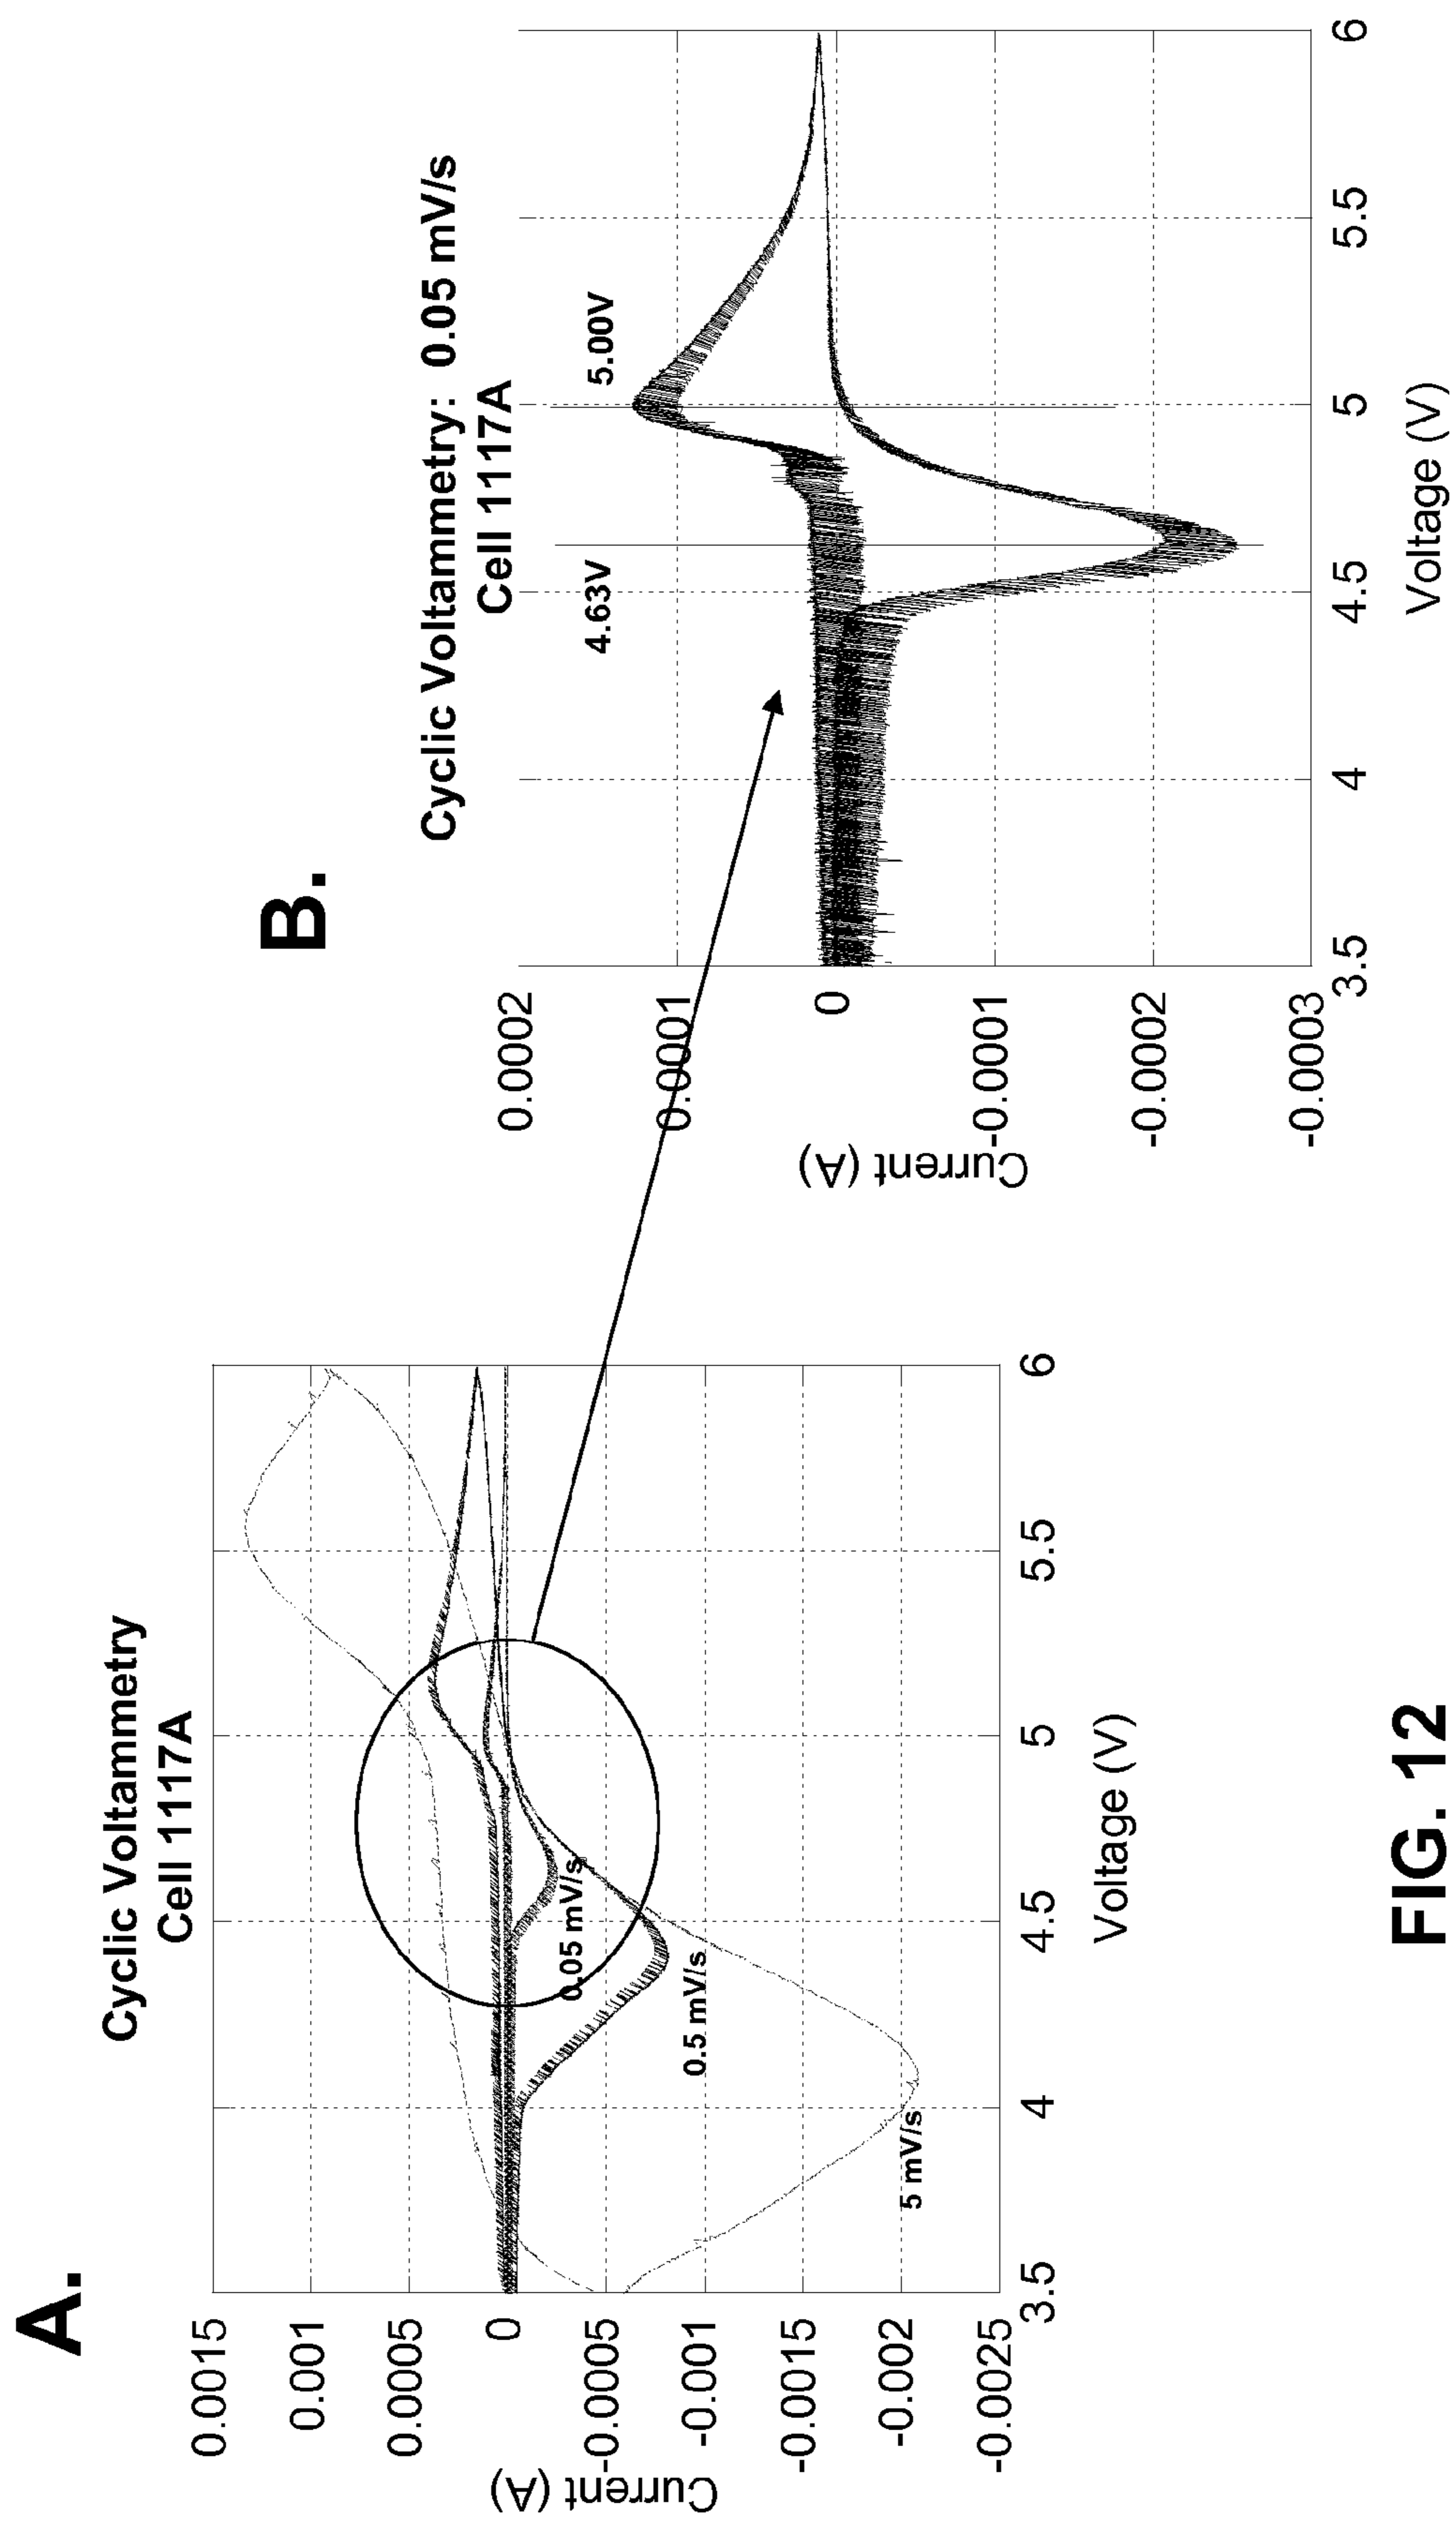 A.
Cyclic Voltammetry
Cell 1117A
0.0015
0.001
0.0005
0
-0.0005
-0.001
-0.0015
-0.002
-0.0025
Current (A)
0.05 mV/s
0.5 mV/s
5 mV/s
3.5
4
4.5
5
5.5
6
Voltage (V)
B.
Cyclic Voltammetry: 0.05 mV/s
Cell 1117A
0.0002
0.0001
0
-0.0001
-0.0002
-0.0003
Current (A)
4.63V
5.00V
3.5
4
4.5
5
5.5
6
Voltage (V)
FIG. 12